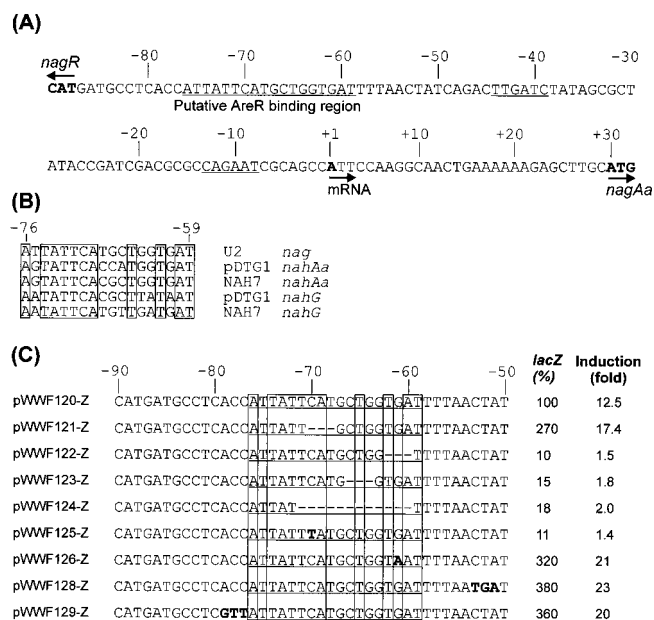 (A)
nagR -80 -70 -60 -50 -40 -30
CATGATGCCTCACCATTATTCATGCTGGTGATTTTAACTATCAGACTTGATCTATAGCGCT
Putative AreR binding region
-20 -10 +1 +10 +20 +30
ATACCGATCGACGCGCCAGAATCGCAGCCATTCCAAGGCAACTGAAAAAAGAGCTTGCATG
mRNA nagAa
(B)
-76 -59
ATTATTCATGCTGGTGAT U2 nag
AGTATTCACCATGGTGAT pDTG1 nahAa
AGTATTCACGCTGGTGAT NAH7 nahAa
AATATTCACGCTTATAAT pDTG1 nahG
AATATTCATGTTGATGAT NAH7 nahG
(C)
-90 -80 -70 -60 -50 lacZ (%) Induction (fold)
pWWF120-Z CATGATGCCTCACCATTATTCATGCTGGTGATTTTAACTAT 100 12.5
pWWF121-Z CATGATGCCTCACCATTATT---GCTGGTGATTTTAACTAT 270 17.4
pWWF122-Z CATGATGCCTCACCATTATTCATGCTGG---TTTTAACTAT 10 1.5
pWWF123-Z CATGATGCCTCACCATTATTCATG---GTGATTTTAACTAT 15 1.8
pWWF124-Z CATGATGCCTCACCATTAT------------TTTTAACTAT 18 2.0
pWWF125-Z CATGATGCCTCACCATTATTTATGCTGGTGATTTTAACTAT 11 1.4
pWWF126-Z CATGATGCCTCACCATTATTCATGCTGGTAATTTTAACTAT 320 21
pWWF128-Z CATGATGCCTCACCATTATTCATGCTGGTGATTTTAATGAT 380 23
pWWF129-Z CATGATGCCTCGTTATTATTCATGCTGGTGATTTTAACTAT 360 20